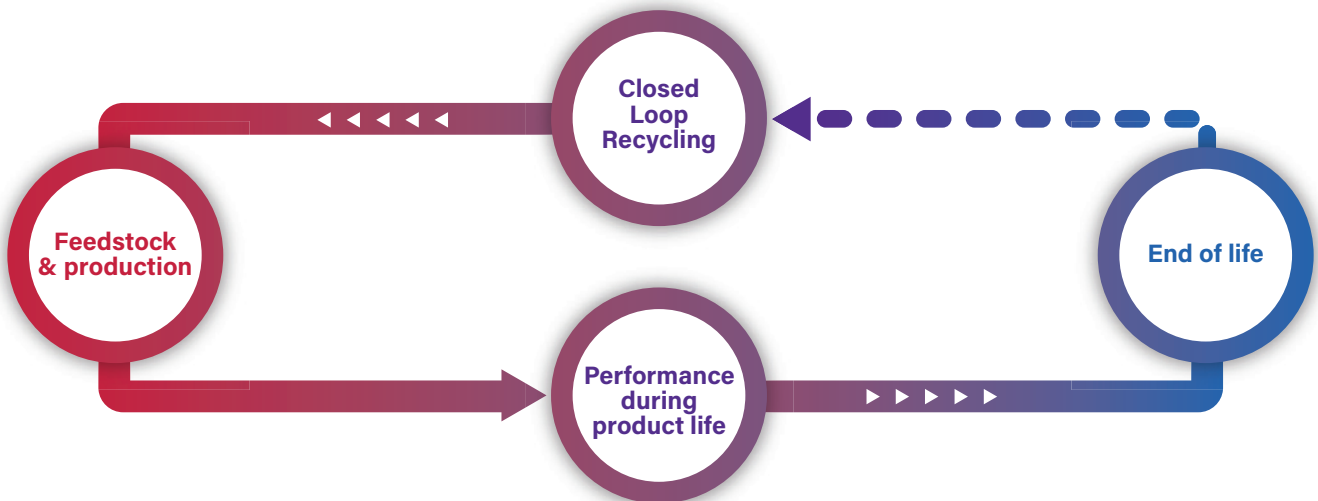 Closed
Loop
Recycling
Feedstock
& production
End of life
Performance
during
product life